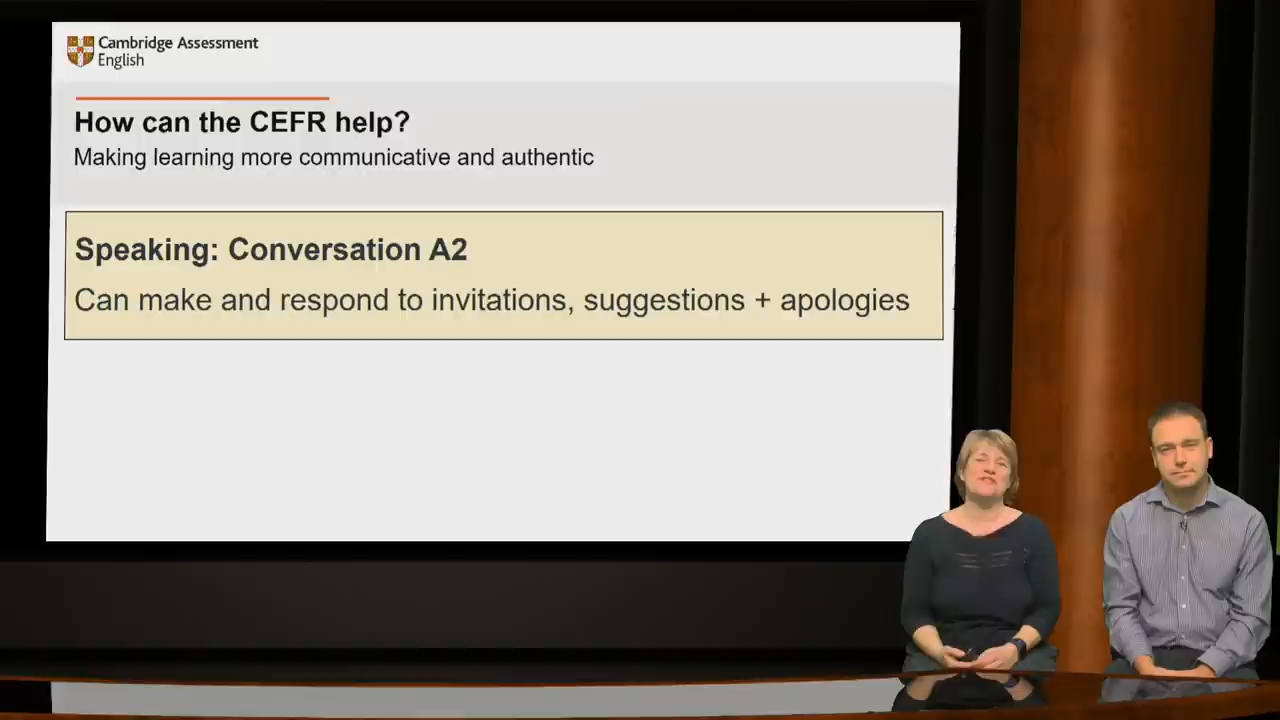 Cambridge Assessment
English
How can the CEFR help?
Making learning more communicative and authentic
Speaking: Conversation A2
Can make and respond to invitations, suggestions + apologies